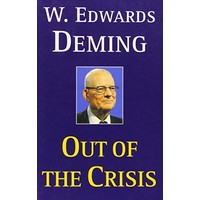 W. EDWARDS
DEMING
OUT OF
THE CRISIS